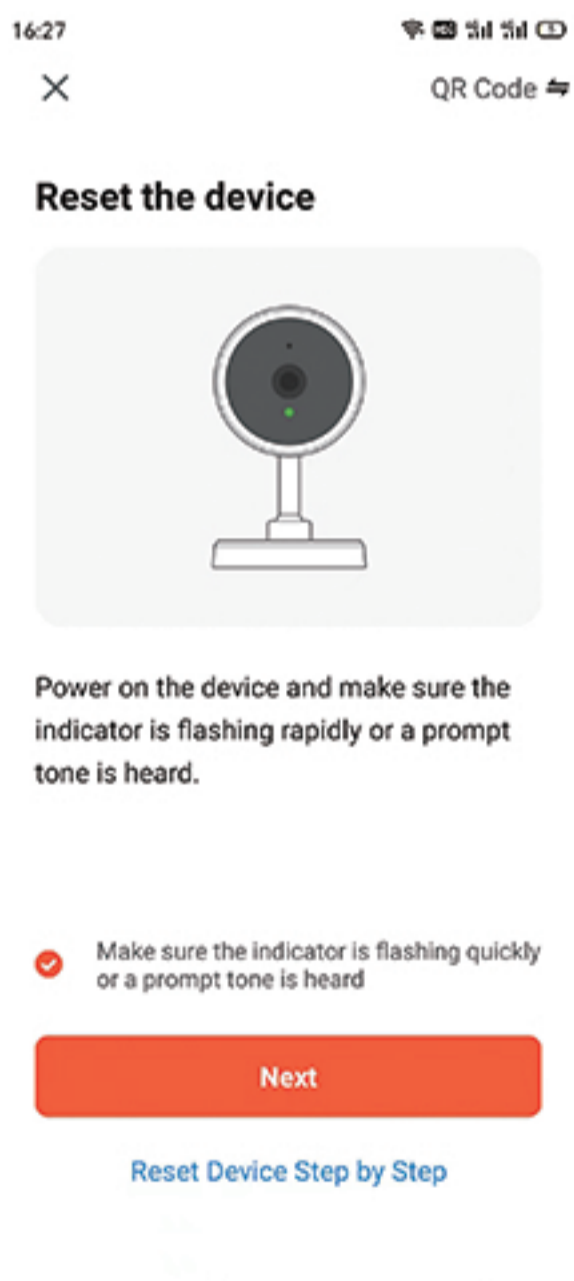 16:27
QR Code
Reset the device
Power on the device and make sure the
indicator is flashing rapidly or a prompt
tone is heard.
Make sure the indicator is flashing quickly
or a prompt tone is heard
Next
Reset Device Step by Step